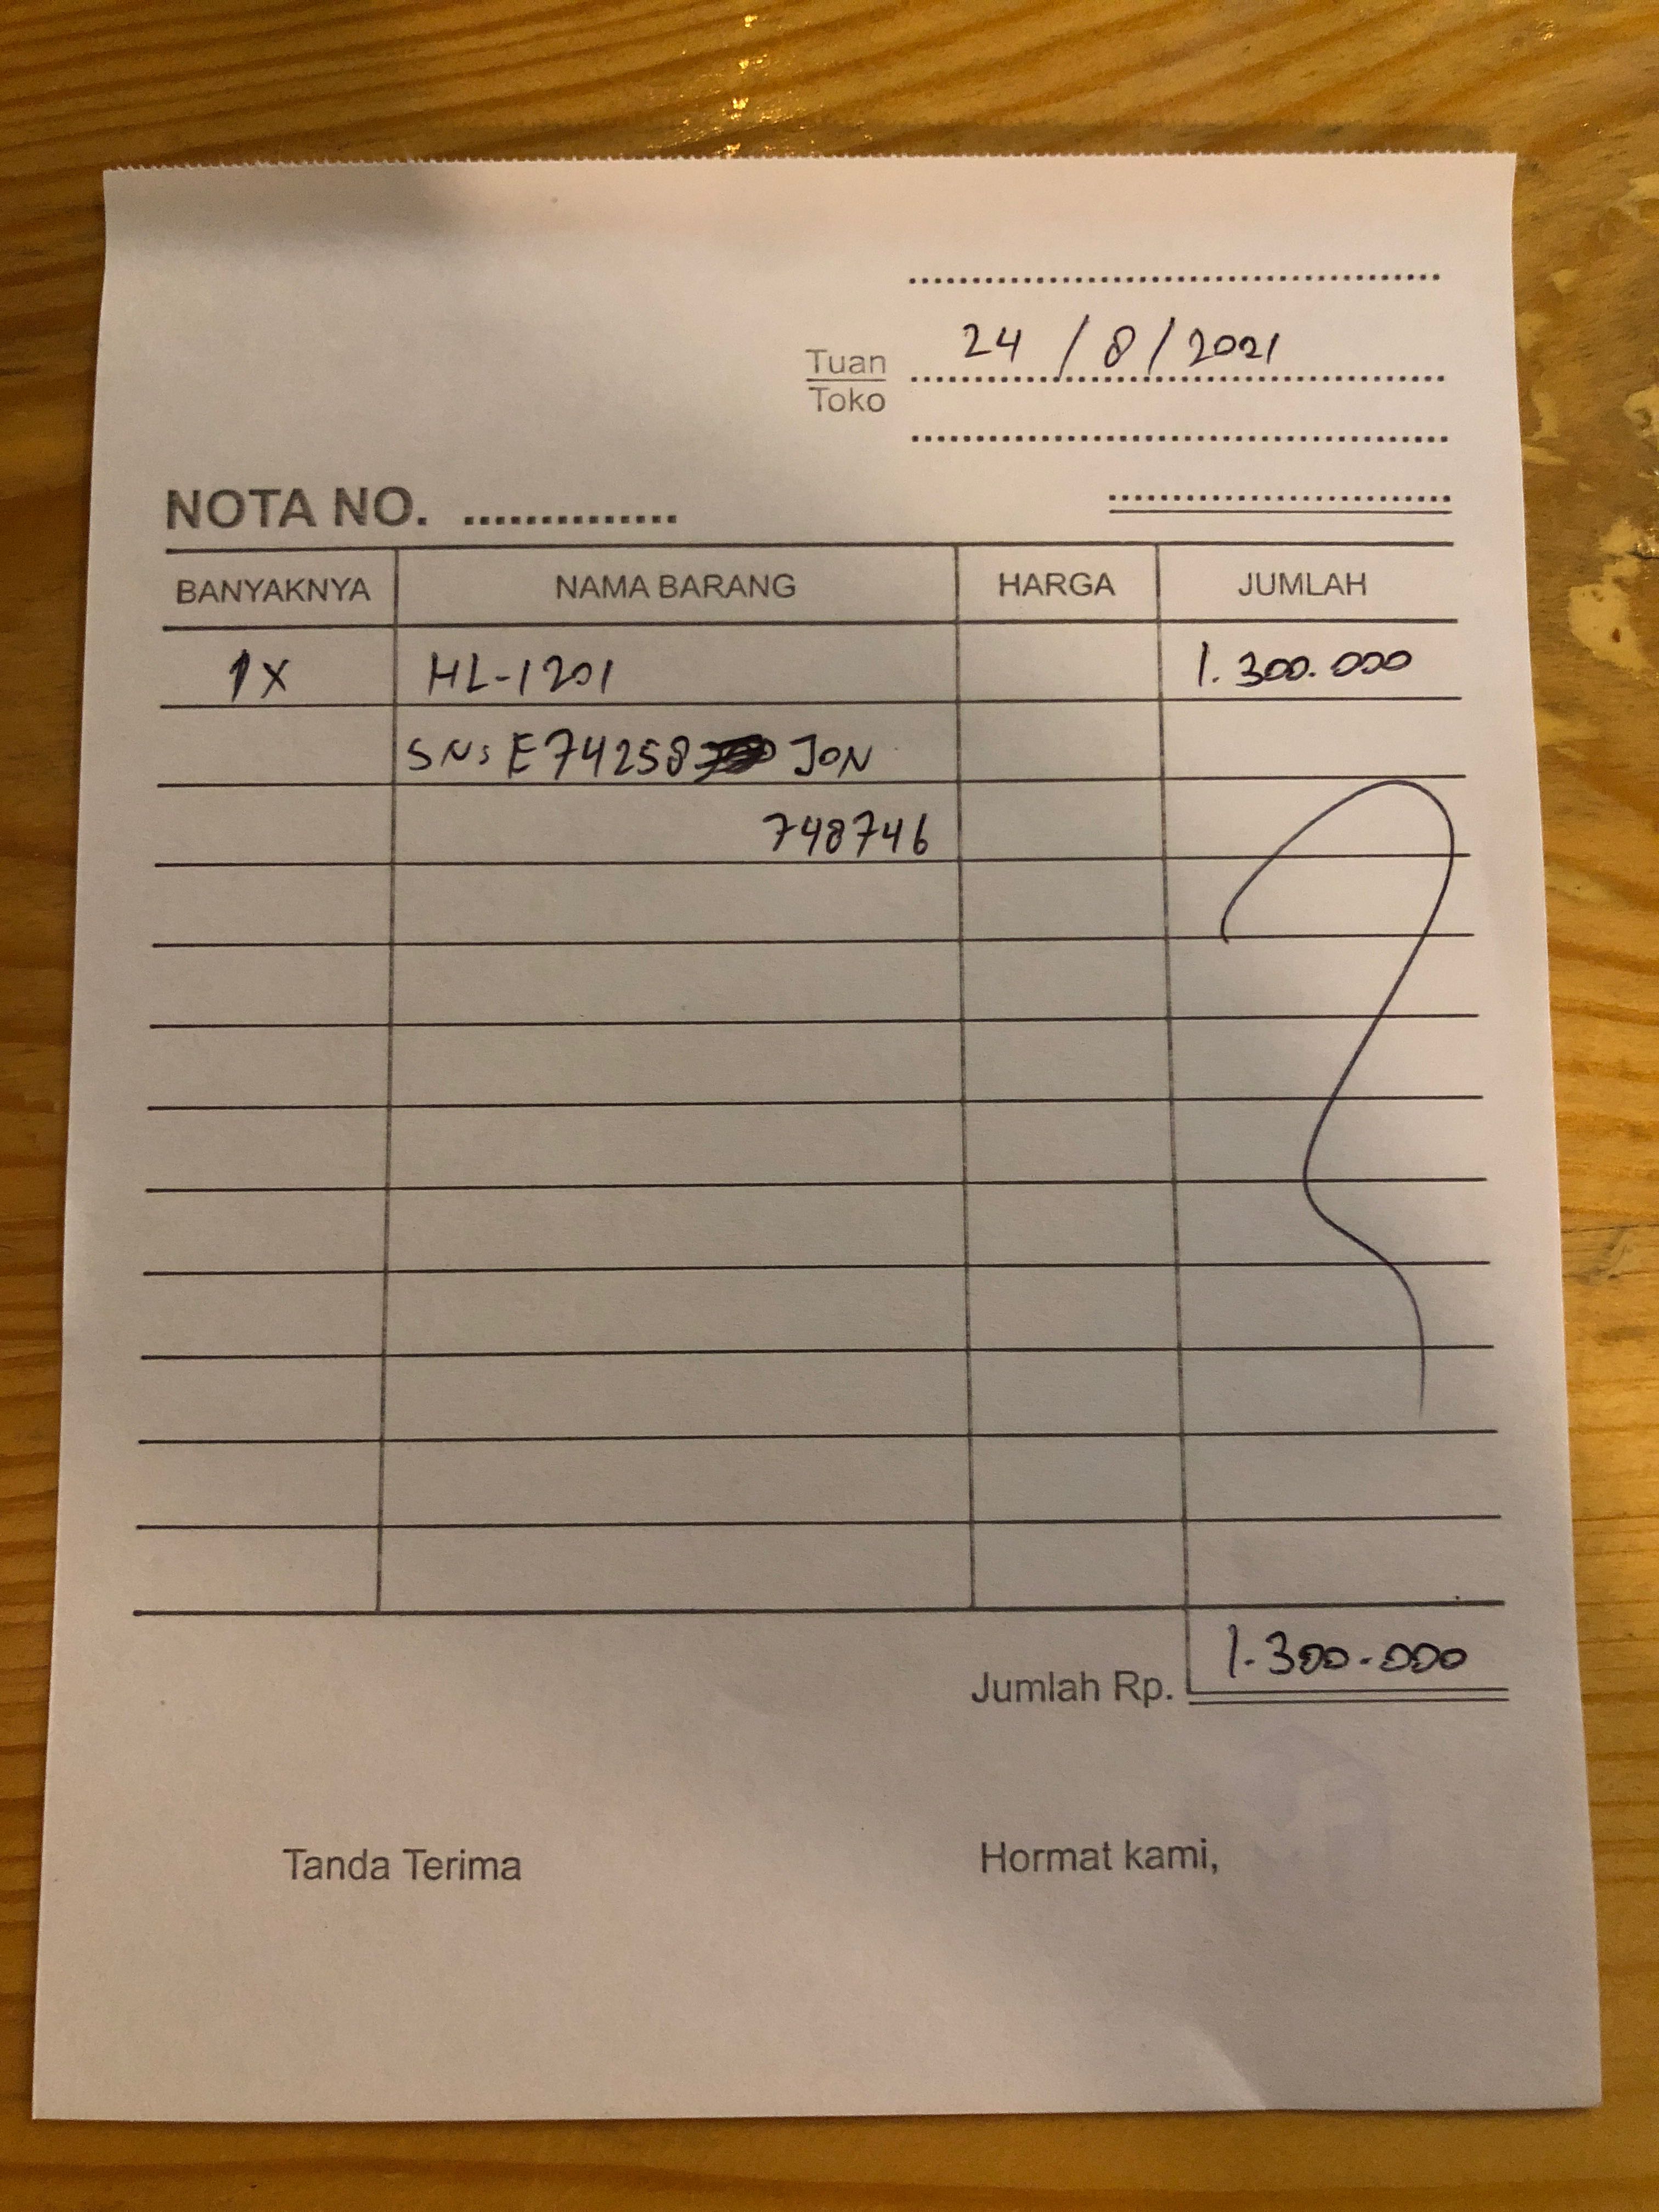 24 / 8 / 2021
Tuan
Toko
NOTA NO. ..............
BANYAKNYA NAMA BARANG HARGA JUMLAH
1X HL-1201 1.300.000
SN: E74258 JON
748746
Jumlah Rp. 1.300.000
Tanda Terima Hormat kami,